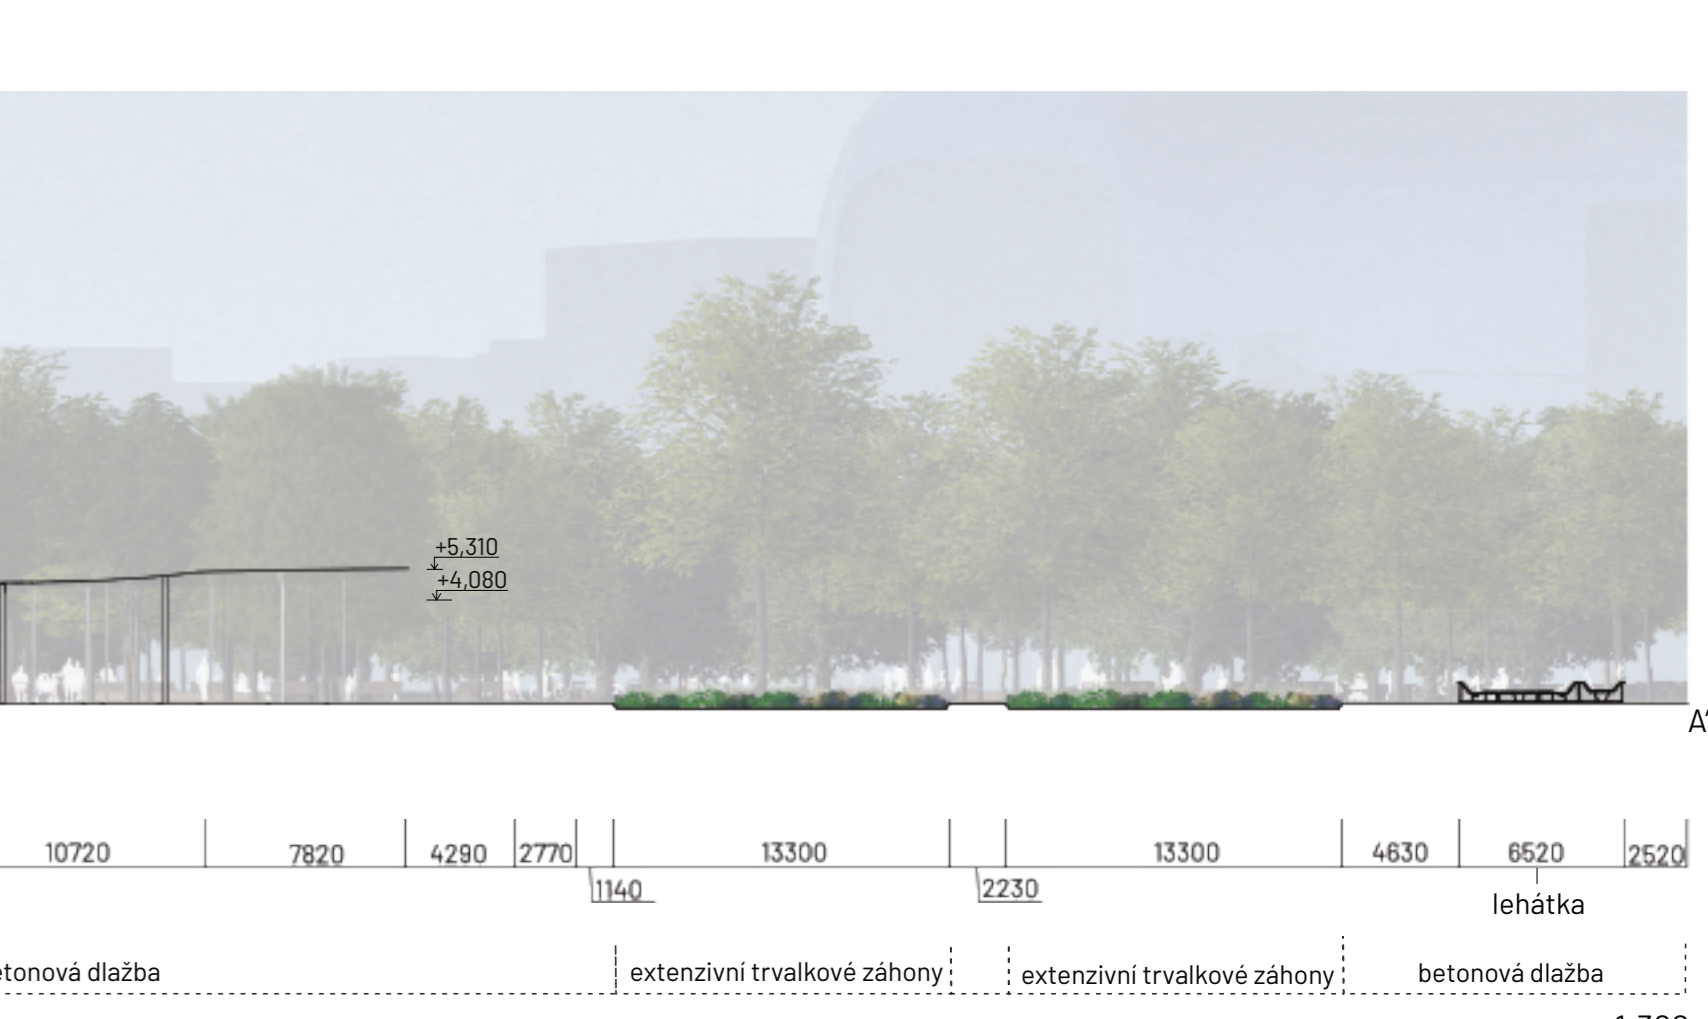 +5,310
+4,080
A'
10720 7820 4290 2770 13300 13300 4630 6520 2520
1140 2230
lehátka
dlažba extenzivní trvalkové záhony extenzivní trvalkové záhony betonová dlažba